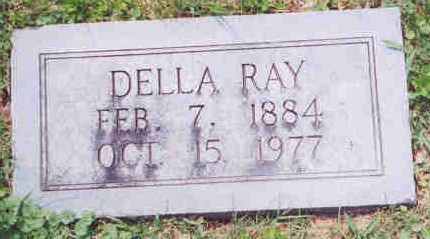 DELLA RAY
FEB. 7, 1884
OCT. 15, 1977